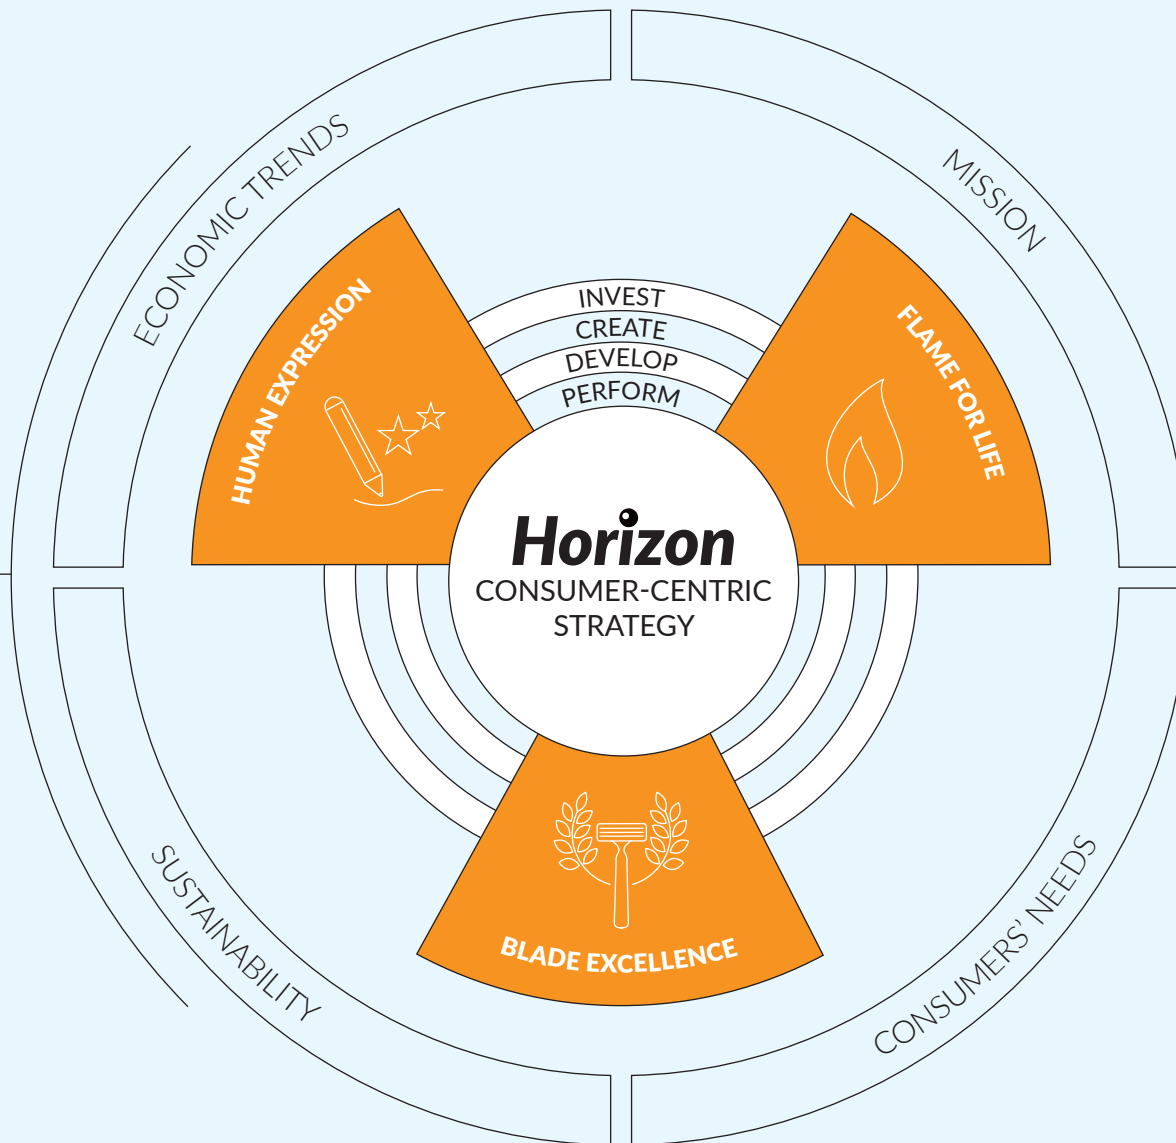 ECONOMIC TRENDS
MISSION
HUMAN EXPRESSION
INVEST
CREATE
DEVELOP
PERFORM
FLAME FOR LIFE
Horizon
CONSUMER-CENTRIC
STRATEGY
BLADE EXCELLENCE
SUSTAINABILITY
CONSUMERS' NEEDS